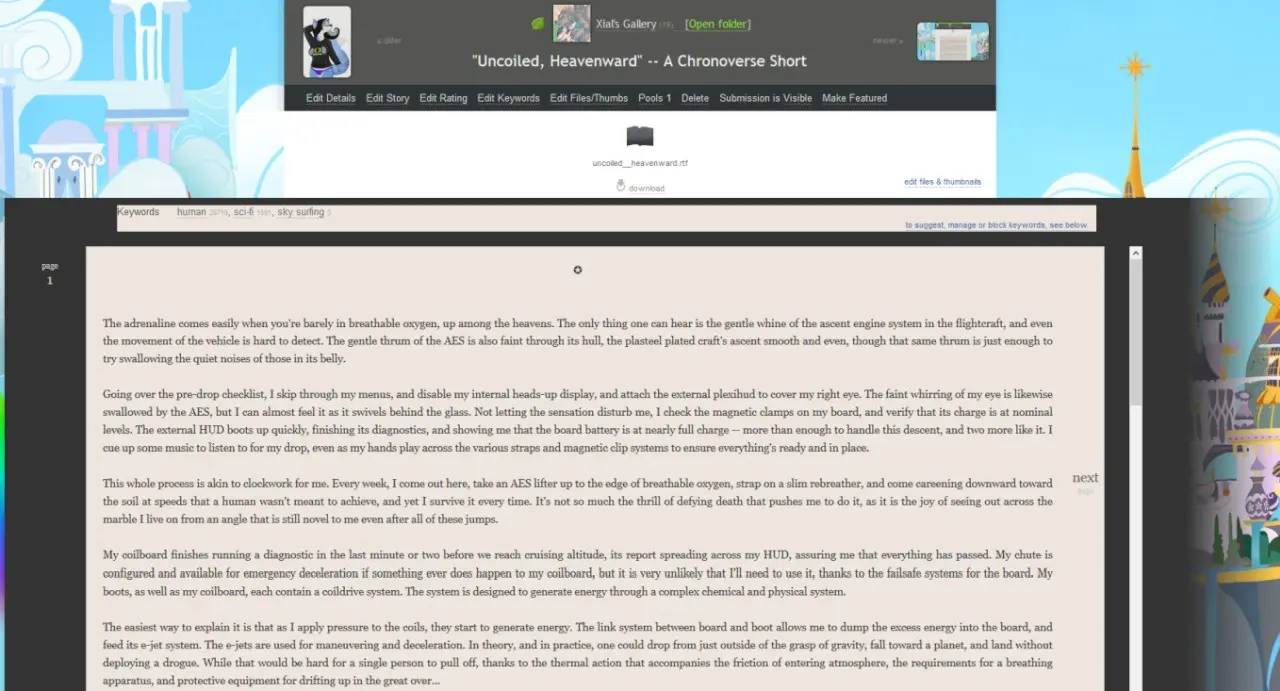 Xial's Gallery (19) [Open folder]
« older
newer »
"Uncoiled, Heavenward" -- A Chronoverse Short
Edit Details Edit Story Edit Rating Edit Keywords Edit Files/Thumbs Pools 1 Delete Submission is Visible Make Featured
uncoiled__heavenward.rtf
download
edit files & thumbnails
Keywords human sci-fi sky surfing
to suggest, manage or block keywords, see below
page
1
The adrenaline comes easily when you're barely in breathable oxygen, up among the heavens. The only thing one can hear is the gentle whine of the ascent engine system in the flightcraft, and even
the movement of the vehicle is hard to detect. The gentle thrum of the AES is also faint through its hull, the plasteel plated craft's ascent smooth and even, though that same thrum is just enough to
try swallowing the quiet noises of those in its belly.
Going over the pre-drop checklist, I skip through my menus, and disable my internal heads-up display, and attach the external plexihud to cover my right eye. The faint whirring of my eye is likewise
swallowed by the AES, but I can almost feel it as it swivels behind the glass. Not letting the sensation disturb me, I check the magnetic clamps on my board, and verify that its charge is at nominal
levels. The external HUD boots up quickly, finishing its diagnostics, and showing me that the board battery is at nearly full charge -- more than enough to handle this descent, and two more like it. I
cue up some music to listen to for my drop, even as my hands play across the various straps and magnetic clip systems to ensure everything's ready and in place.
This whole process is akin to clockwork for me. Every week, I come out here, take an AES lifter up to the edge of breathable oxygen, strap on a slim rebreather, and come careening downward toward
the soil at speeds that a human wasn't meant to achieve, and yet I survive it every time. It's not so much the thrill of defying death that pushes me to do it, as it is the joy of seeing out across the
marble I live on from an angle that is still novel to me even after all of these jumps.
next
page
My coilboard finishes running a diagnostic in the last minute or two before we reach cruising altitude, its report spreading across my HUD, assuring me that everything has passed. My chute is
configured and available for emergency deceleration if something ever does happen to my coilboard, but it is very unlikely that I'll need to use it, thanks to the failsafe systems for the board. My
boots, as well as my coilboard, each contain a coildrive system. The system is designed to generate energy through a complex chemical and physical system.
The easiest way to explain it is that as I apply pressure to the coils, they start to generate energy. The link system between board and boot allows me to dump the excess energy into the board, and
feed its e-jet system. The e-jets are used for maneuvering and deceleration. In theory, and in practice, one could drop from just outside of the grasp of gravity, fall toward a planet, and land without
deploying a drogue. While that would be hard for a single person to pull off, thanks to the thermal action that accompanies the friction of entering atmosphere, the requirements for a breathing
apparatus, and protective equipment for drifting up in the great over...